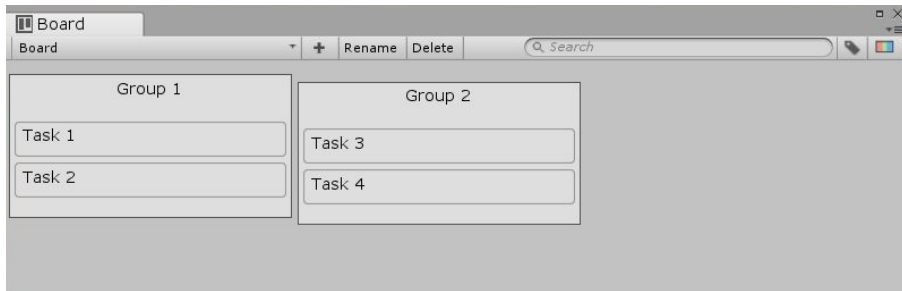 Board
Board + Rename Delete Search
Group 1
Task 1
Task 2
Group 2
Task 3
Task 4